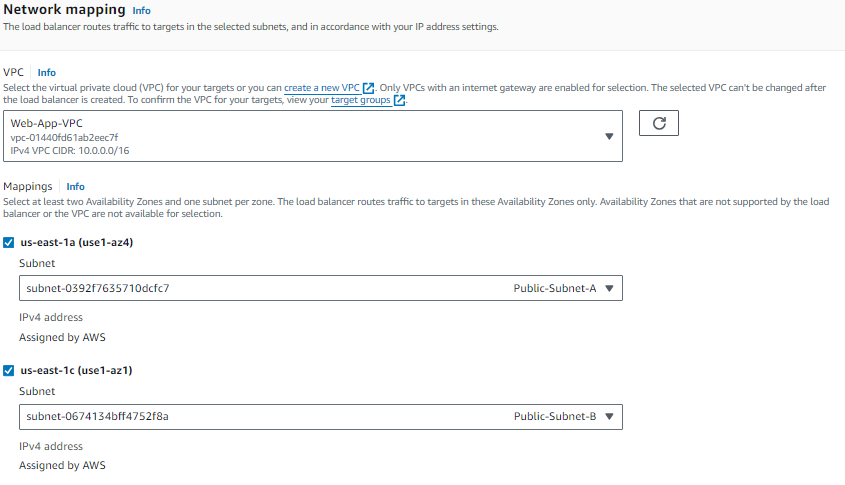 Network mapping Info
The load balancer routes traffic to targets in the selected subnets, and in accordance with your IP address settings.
VPC Info
Select the virtual private cloud (VPC) for your targets or you can create a new VPC. Only VPCs with an internet gateway are enabled for selection. The selected VPC can't be changed after
the load balancer is created. To confirm the VPC for your targets, view your target groups.
Web-App-VPC
vpc-01440fd61ab2eec7f
IPv4 VPC CIDR: 10.0.0.0/16
Mappings Info
Select at least two Availability Zones and one subnet per zone. The load balancer routes traffic to targets in these Availability Zones only. Availability Zones that are not supported by the load
balancer or the VPC are not available for selection.
us-east-1a (use1-az4)
Subnet
subnet-0392f7635710dcfc7 Public-Subnet-A
IPv4 address
Assigned by AWS
us-east-1c (use1-az1)
Subnet
subnet-0674134bff4752f8a Public-Subnet-B
IPv4 address
Assigned by AWS